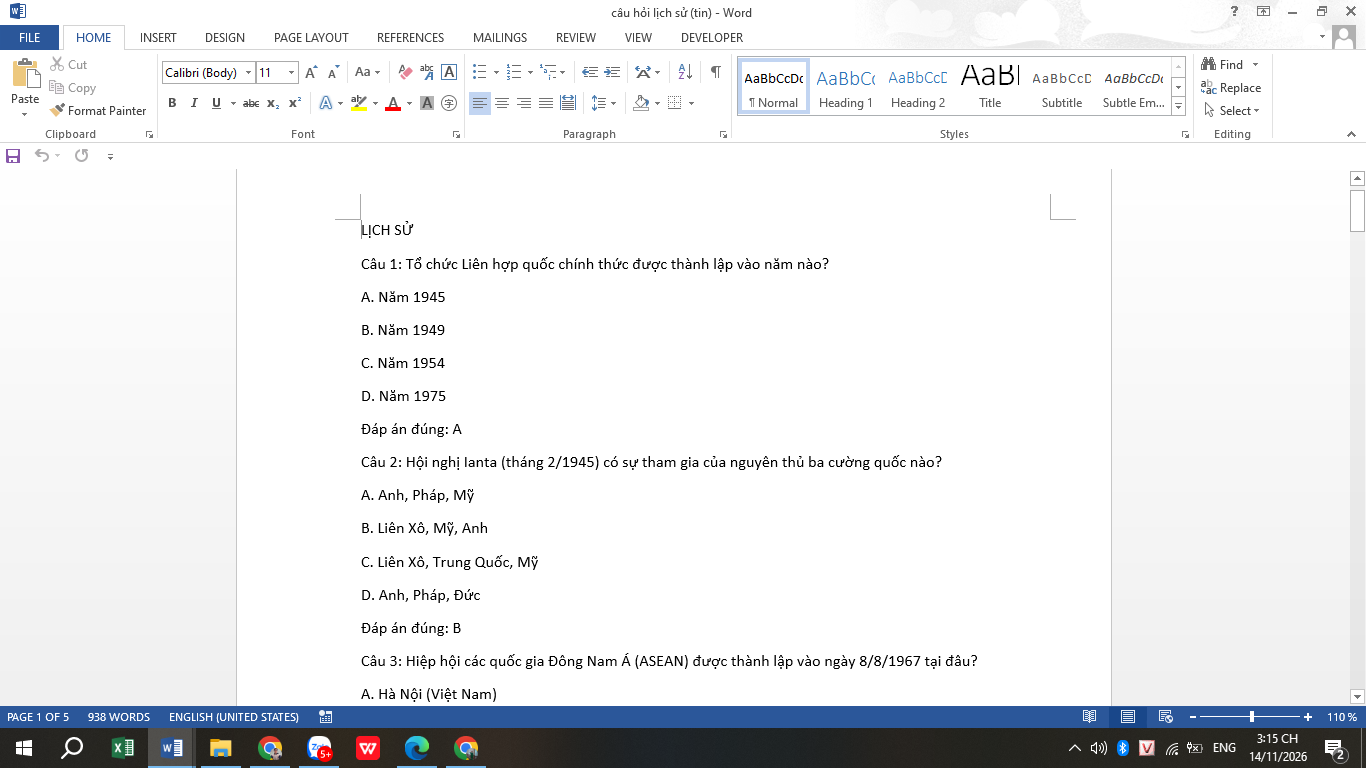 câu hỏi lịch sử (tin) - Word
FILE HOME INSERT DESIGN PAGE LAYOUT REFERENCES MAILINGS REVIEW VIEW DEVELOPER
Paste
Cut
Copy
Format Painter
Calibri (Body) 11
AaBbCcDc AaBbCc AaBbCcD AaB AaBbCcD AaBbCcDc
¶ Normal Heading 1 Heading 2 Title Subtitle Subtle Em...
Find
Replace
Select
Clipboard Font Paragraph Styles Editing
LỊCH SỬ
Câu 1: Tổ chức Liên hợp quốc chính thức được thành lập vào năm nào?
A. Năm 1945
B. Năm 1949
C. Năm 1954
D. Năm 1975
Đáp án đúng: A
Câu 2: Hội nghị Ianta (tháng 2/1945) có sự tham gia của nguyên thủ ba cường quốc nào?
A. Anh, Pháp, Mỹ
B. Liên Xô, Mỹ, Anh
C. Liên Xô, Trung Quốc, Mỹ
D. Anh, Pháp, Đức
Đáp án đúng: B
Câu 3: Hiệp hội các quốc gia Đông Nam Á (ASEAN) được thành lập vào ngày 8/8/1967 tại đâu?
A. Hà Nội (Việt Nam)
PAGE 1 OF 5 938 WORDS ENGLISH (UNITED STATES) 110 %
5+
ENG
3:15 CH
14/11/2026
2